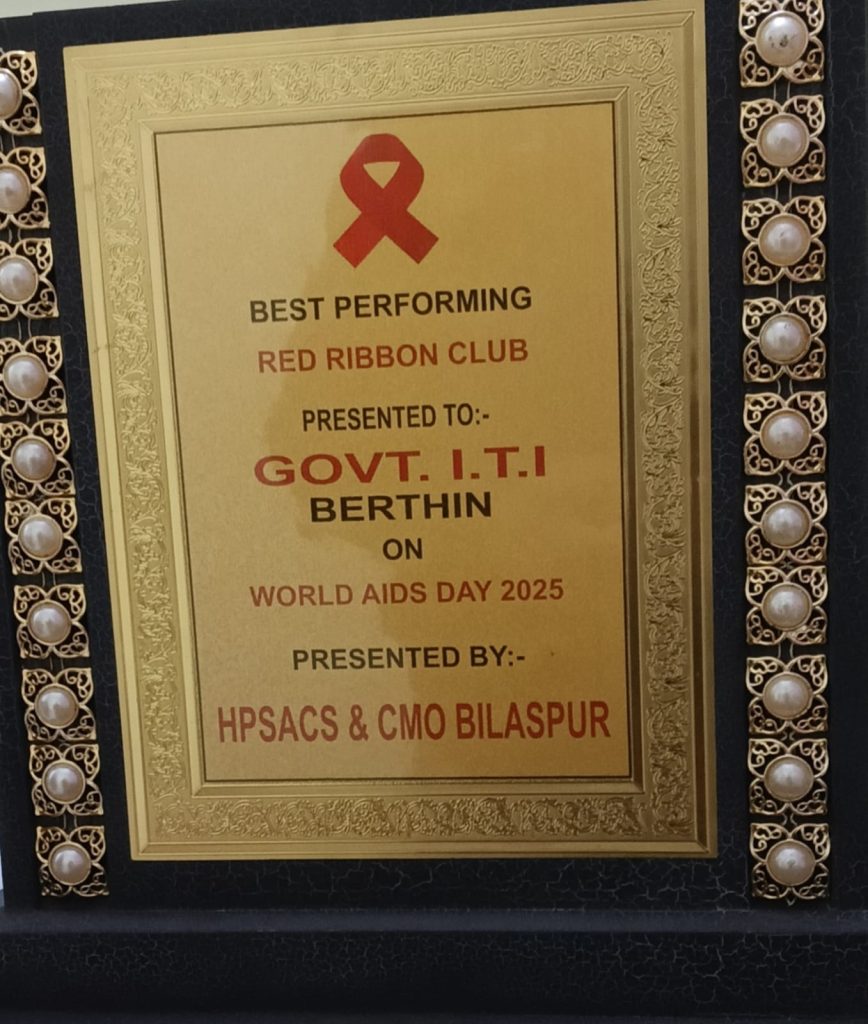 BEST PERFORMING
RED RIBBON CLUB
PRESENTED TO:-
GOVT. I.T.I
BERTHIN
ON
WORLD AIDS DAY 2025
PRESENTED BY:-
HPSACS & CMO BILASPUR